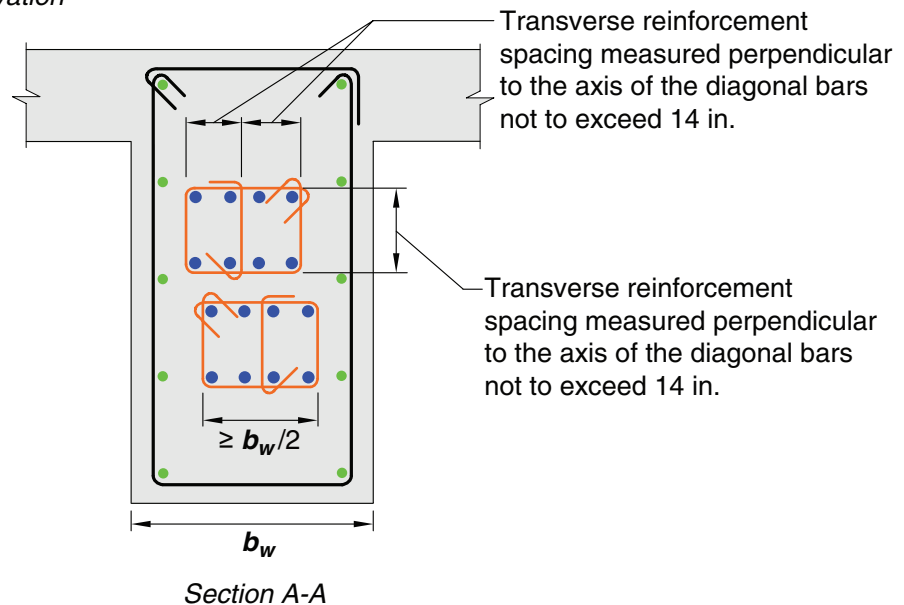 Transverse reinforcement
spacing measured perpendicular
to the axis of the diagonal bars
not to exceed 14 in.
Transverse reinforcement
spacing measured perpendicular
to the axis of the diagonal bars
not to exceed 14 in.
≥ bw/2
bw
Section A-A